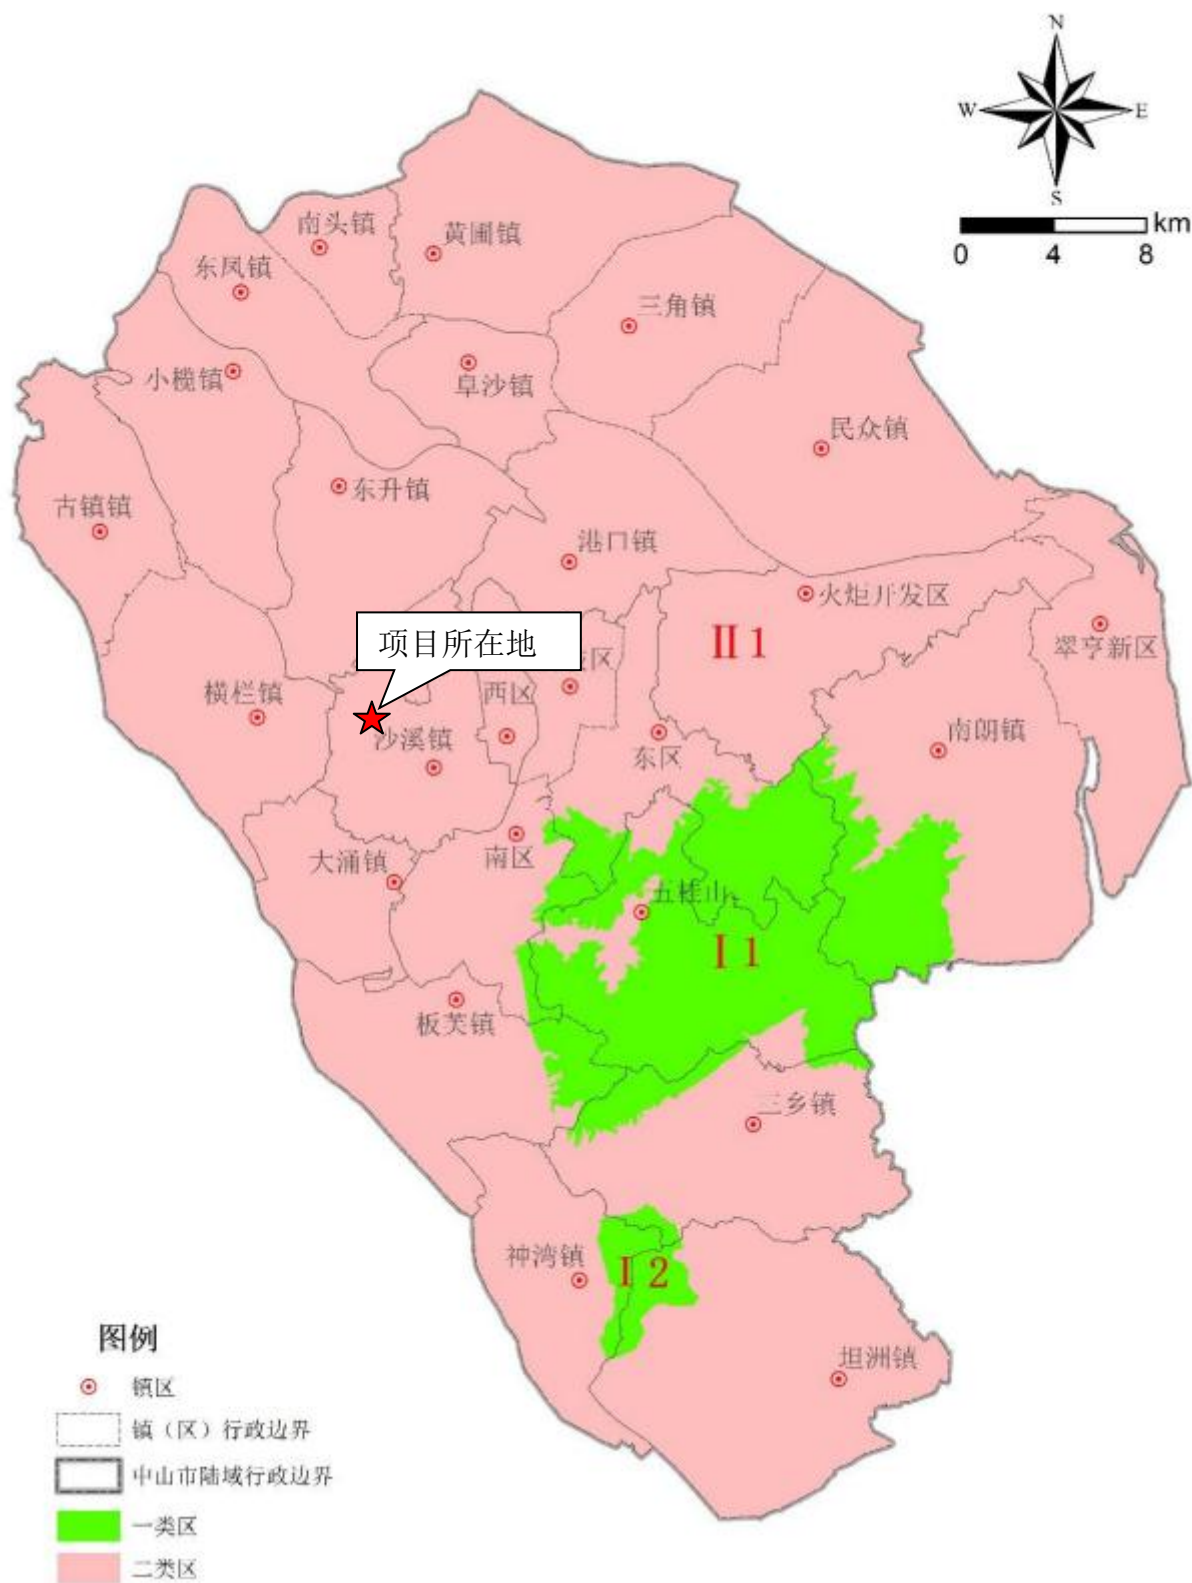 N
W
E
S
km
0
4
8
南头镇
黄圃镇
东凤镇
三角镇
小榄镇
阜沙镇
民众镇
东升镇
古镇镇
港口镇
火炬开发区
II 1
翠亨新区
项目所在地
区
横栏镇
西区
沙溪镇
东区
南朗镇
大涌镇
南区
五桂山
I 1
板芙镇
三乡镇
神湾镇
I 2
坦洲镇
图例
镇区
镇（区）行政边界
中山市陆域行政边界
一类区
二类区